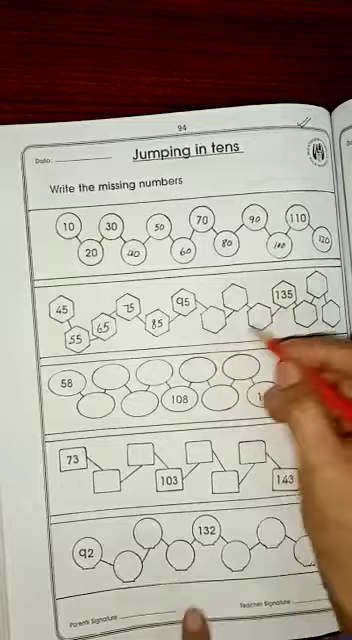 94
Date:
Jumping in tens
Write the missing numbers
10 30 50 70 90 110
20 40 60 80 100 120
45 75 95 135
55 65 85
58
108
73
103 143
132
92
Parents Signature
Teacher Signature